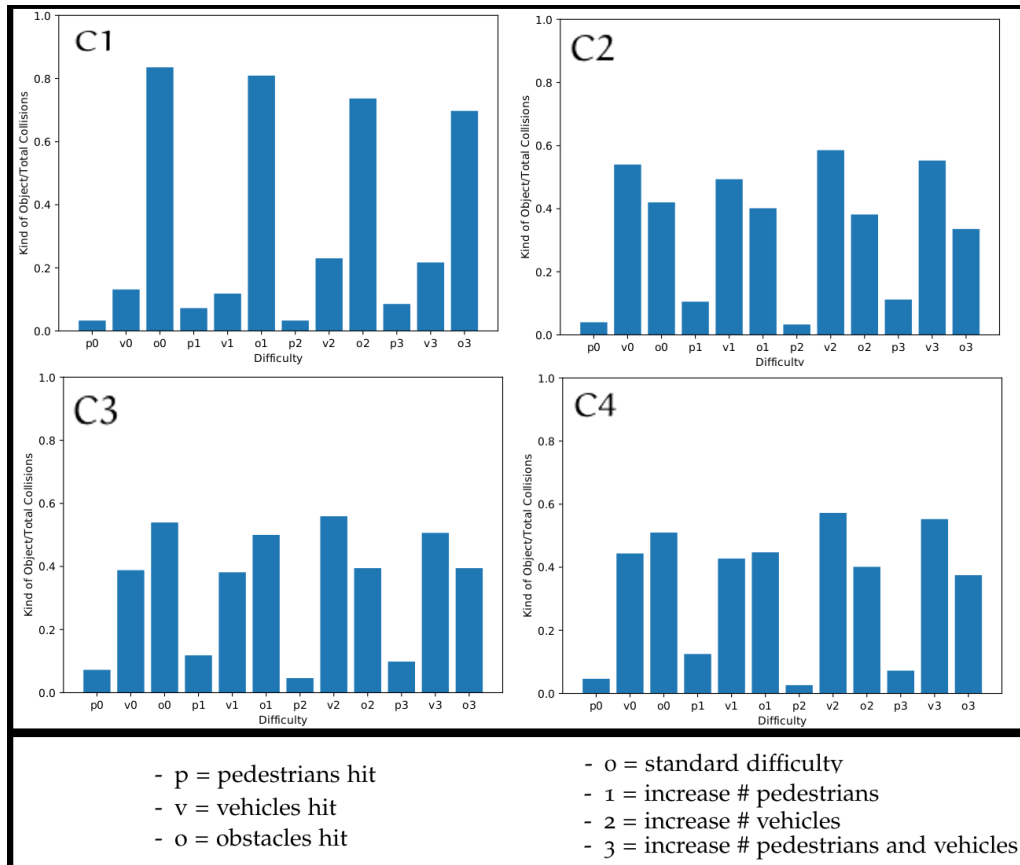 C1
1.0
0.8
0.6
0.4
0.2
0.0
Kind of Object/Total Collisions
p0 v0 o0 p1 v1 o1 p2 v2 o2 p3 v3 o3
Difficulty
C2
1.0
0.8
0.6
0.4
0.2
0.0
Kind of Object/Total Collisions
p0 v0 o0 p1 v1 o1 p2 v2 o2 p3 v3 o3
Difficulty
C3
1.0
0.8
0.6
0.4
0.2
0.0
Kind of Object/Total Collisions
p0 v0 o0 p1 v1 o1 p2 v2 o2 p3 v3 o3
Difficulty
C4
1.0
0.8
0.6
0.4
0.2
0.0
Kind of Object/Total Collisions
p0 v0 o0 p1 v1 o1 p2 v2 o2 p3 v3 o3
Difficulty
- p = pedestrians hit
- v = vehicles hit
- o = obstacles hit
- 0 = standard difficulty
- 1 = increase # pedestrians
- 2 = increase # vehicles
- 3 = increase # pedestrians and vehicles